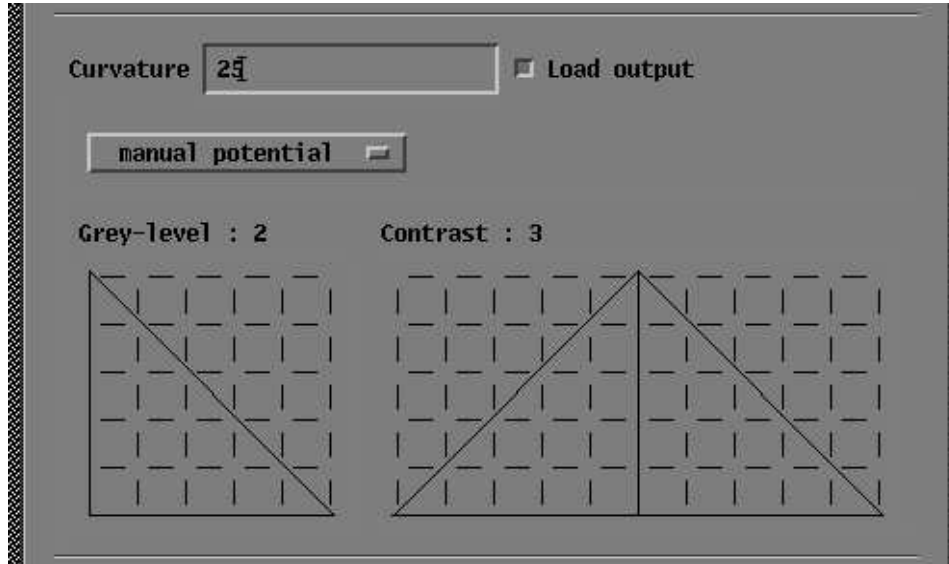 Curvature 25 Load output
manual potential
Grey-level : 2 Contrast : 3